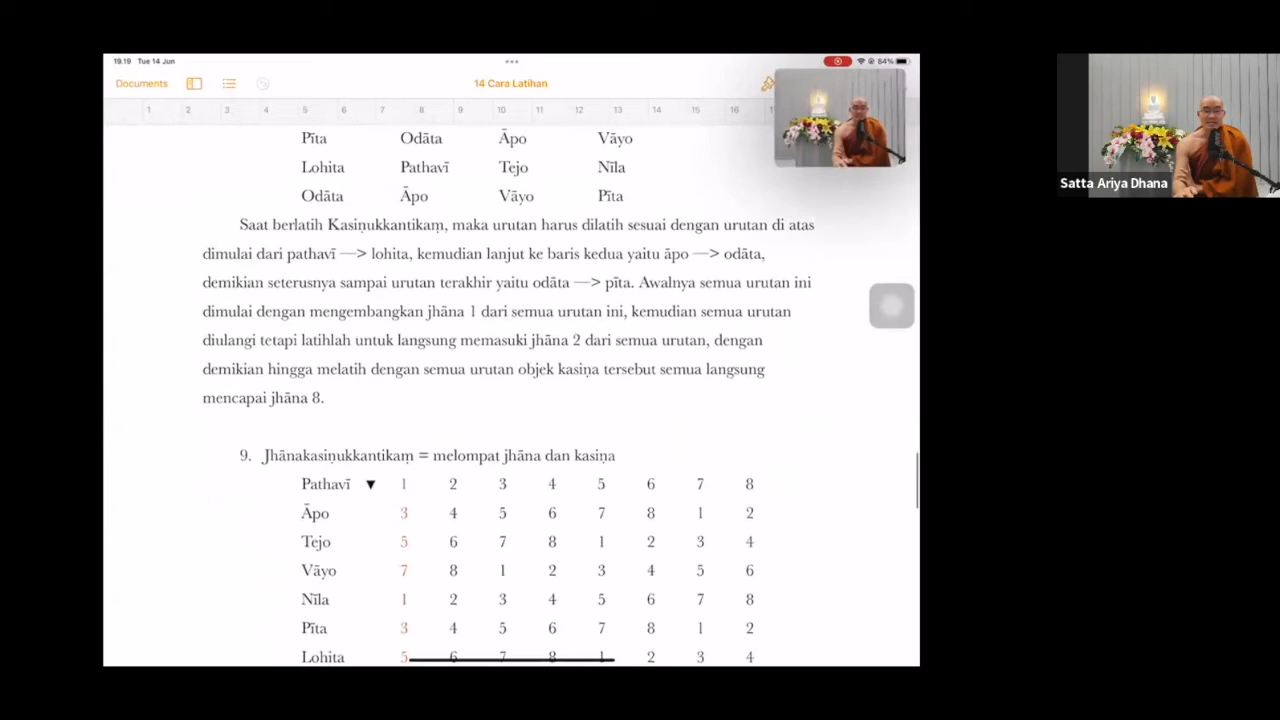 19.19 Tue 14 Jun
84%
Documents
14 Cara Latihan
1 2 3 4 5 6 7 8 9 10 11 12 13 14 15 16
Pīta Odāta Āpo Vāyo
Lohita Pathavī Tejo Nīla
Odāta Āpo Vāyo Pīta
Saat berlatih Kasiṇukkantikaṃ, maka urutan harus dilatih sesuai dengan urutan di atas
dimulai dari pathavī —> lohita, kemudian lanjut ke baris kedua yaitu āpo —> odāta,
demikian seterusnya sampai urutan terakhir yaitu odāta —> pīta. Awalnya semua urutan ini
dimulai dengan mengembangkan jhāna 1 dari semua urutan ini, kemudian semua urutan
diulangi tetapi latihlah untuk langsung memasuki jhāna 2 dari semua urutan, dengan
demikian hingga melatih dengan semua urutan objek kasiṇa tersebut semua langsung
mencapai jhāna 8.
9. Jhānakasiṇukkantikaṃ = melompat jhāna dan kasiṇa
Pathavī ▼ 1 2 3 4 5 6 7 8
Āpo 3 4 5 6 7 8 1 2
Tejo 5 6 7 8 1 2 3 4
Vāyo 7 8 1 2 3 4 5 6
Nīla 1 2 3 4 5 6 7 8
Pīta 3 4 5 6 7 8 1 2
Lohita 5 6 7 8 1 2 3 4
Satta Ariya Dhana